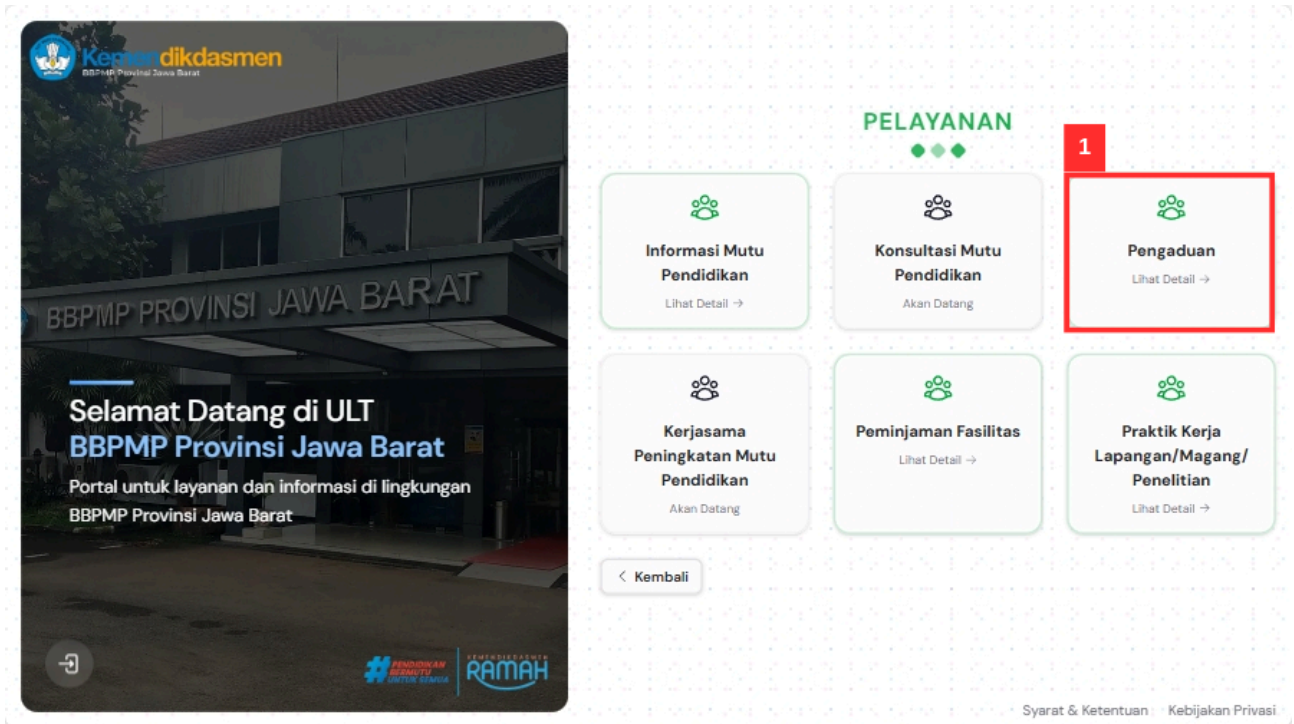 Kemendikdasmen
BBPMP Provinsi Jawa Barat
BBPMP PROVINSI JAWA BARAT
Selamat Datang di ULT
BBPMP Provinsi Jawa Barat
Portal untuk layanan dan informasi di lingkungan
BBPMP Provinsi Jawa Barat
#PENDIDIKAN
BERMUTU
UNTUK SEMUA
KEMENDIKDASMEN
RAMAH
PELAYANAN
1
Informasi Mutu
Pendidikan
Lihat Detail →
Konsultasi Mutu
Pendidikan
Akan Datang
Pengaduan
Lihat Detail →
Kerjasama
Peningkatan Mutu
Pendidikan
Akan Datang
Peminjaman Fasilitas
Lihat Detail →
Praktik Kerja
Lapangan/Magang/
Penelitian
Lihat Detail →
< Kembali
Syarat & Ketentuan
Kebijakan Privasi